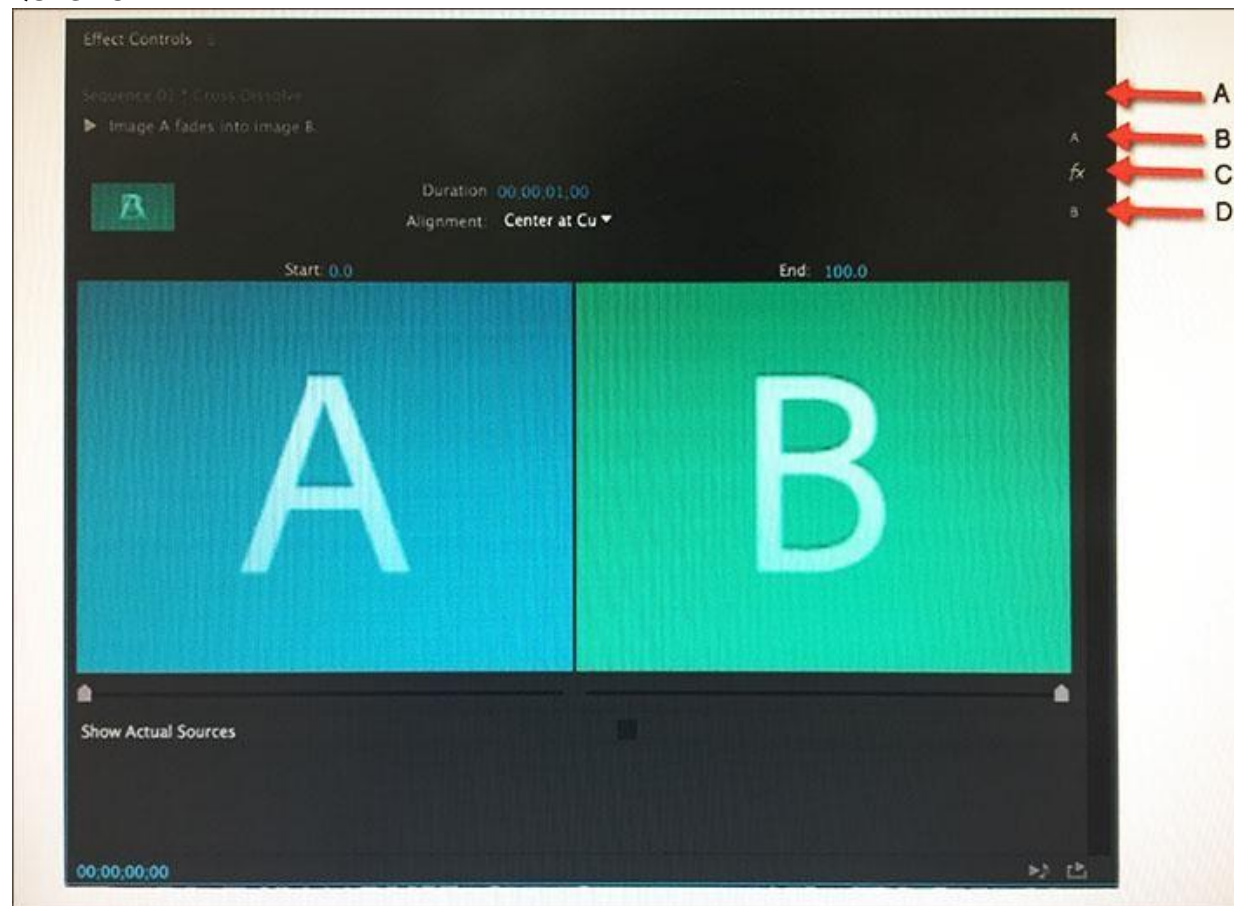 Effect Controls
Sequence 01 * Cross Dissolve
Image A fades into image B.
A
A
B
fx
C
B
D
A
Duration 00;00;01;00
Alignment: Center at Cu
Start: 0.0
End: 100.0
A
B
Show Actual Sources
00;00;00;00